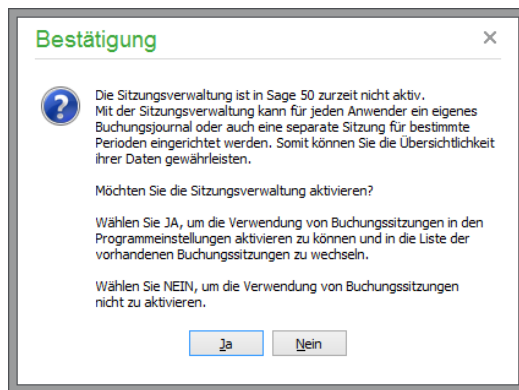 Bestätigung
Die Sitzungsverwaltung ist in Sage 50 zurzeit nicht aktiv.
Mit der Sitzungsverwaltung kann für jeden Anwender ein eigenes
Buchungsjournal oder auch eine separate Sitzung für bestimmte
Perioden eingerichtet werden. Somit können Sie die Übersichtlichkeit
ihrer Daten gewährleisten.
Möchten Sie die Sitzungsverwaltung aktivieren?
Wählen Sie JA, um die Verwendung von Buchungssitzungen in den
Programmeinstellungen aktivieren zu können und in die Liste der
vorhandenen Buchungssitzungen zu wechseln.
Wählen Sie NEIN, um die Verwendung von Buchungssitzungen
nicht zu aktivieren.
Ja
Nein